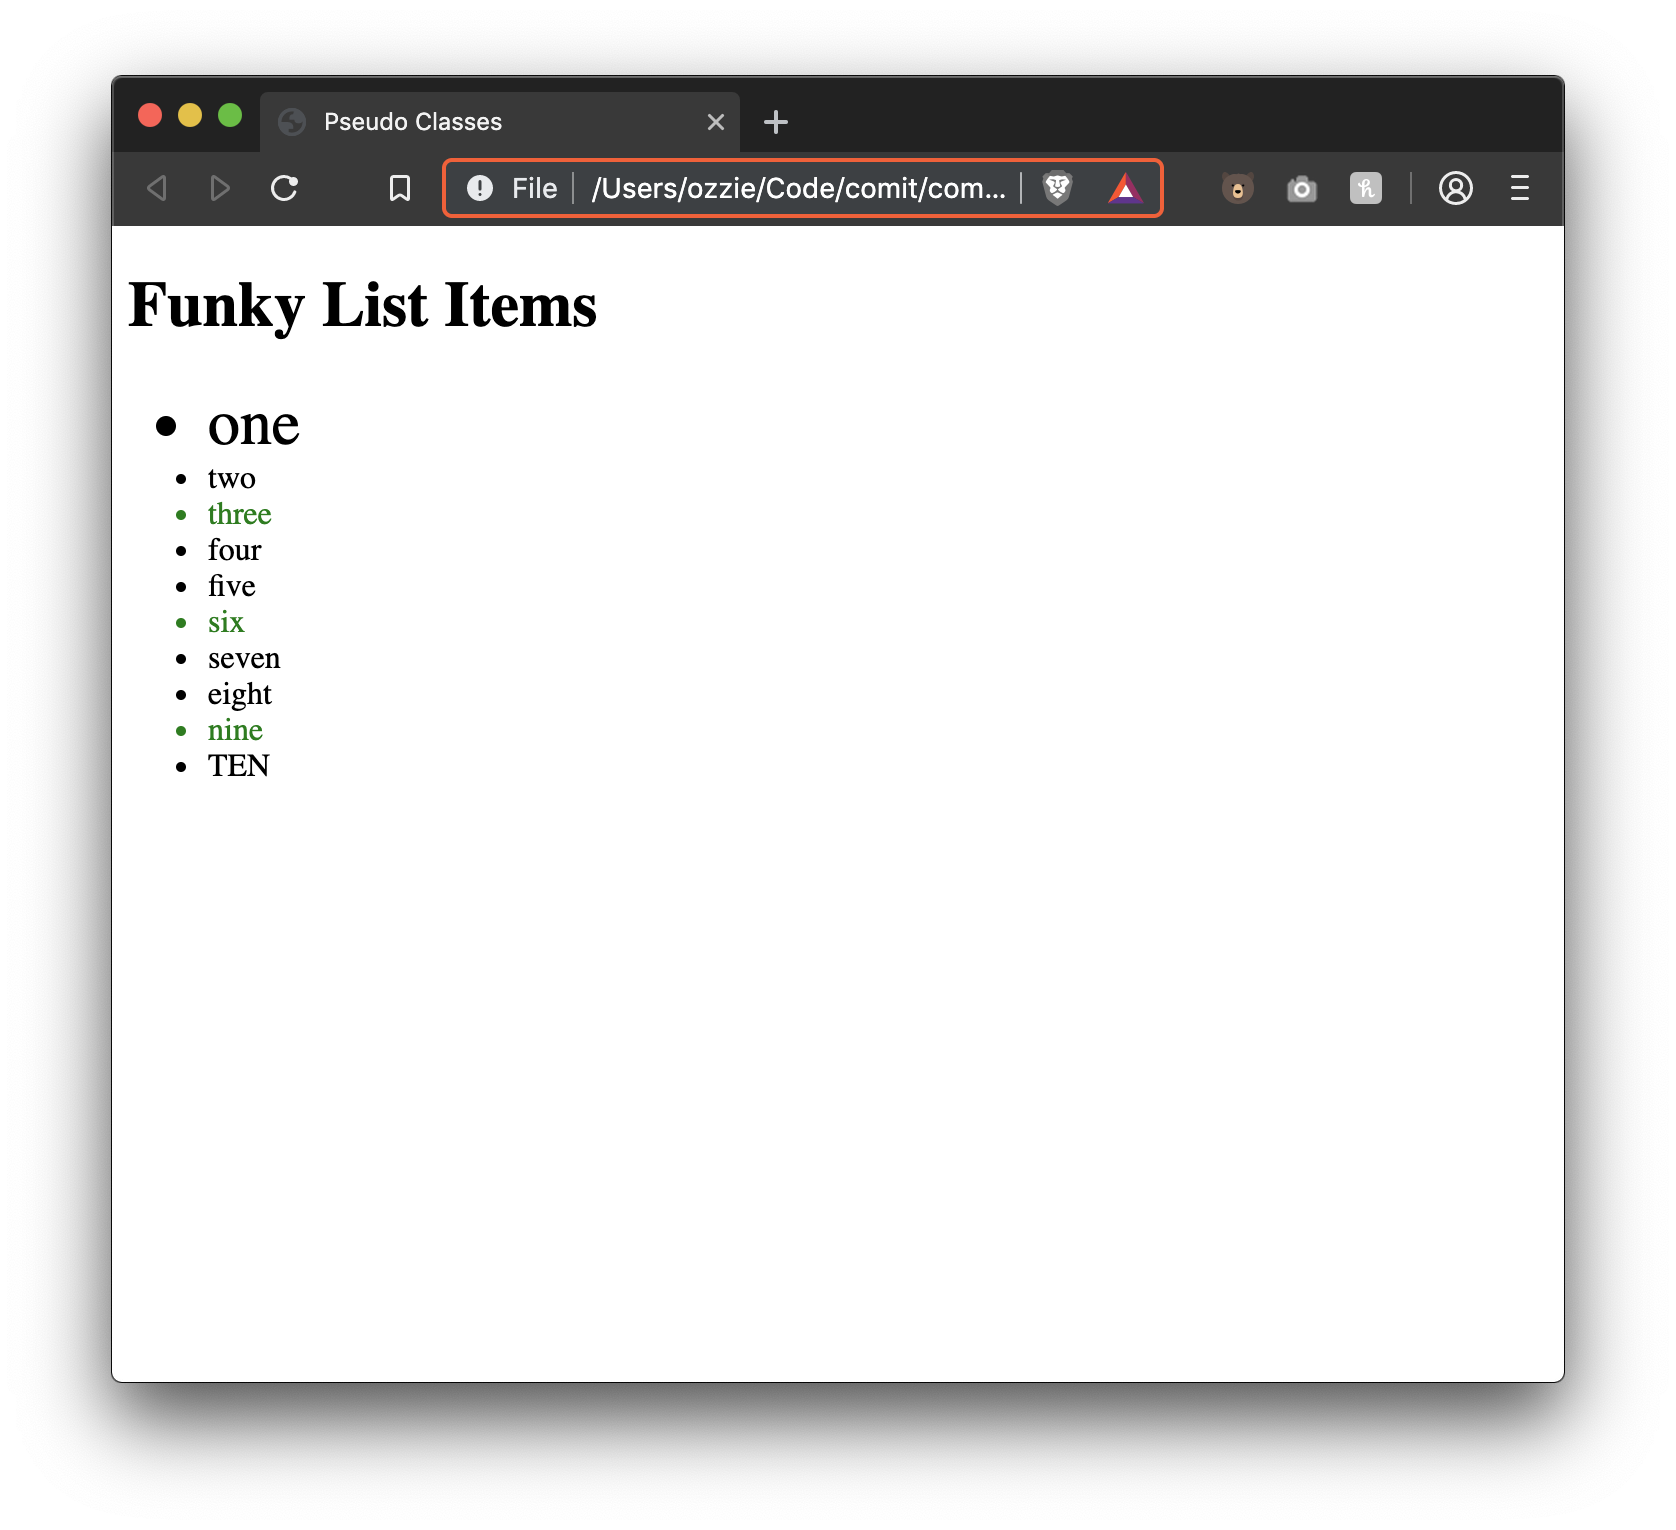 Pseudo Classes
File /Users/ozzie/Code/comit/com...
Funky List Items
one
two
three
four
five
six
seven
eight
nine
TEN